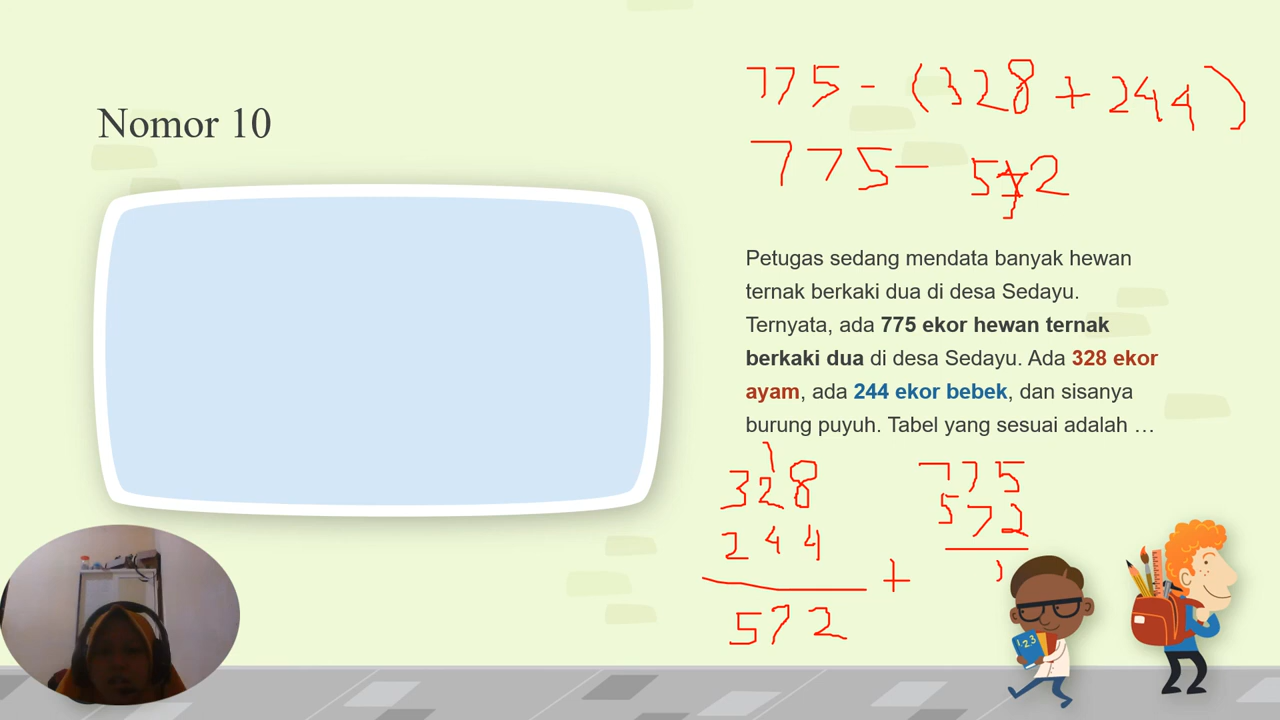 Nomor 10
775 - (328 + 244)
775 - 572
Petugas sedang mendata banyak hewan
ternak berkaki dua di desa Sedayu.
Ternyata, ada 775 ekor hewan ternak
berkaki dua di desa Sedayu. Ada 328 ekor
ayam, ada 244 ekor bebek, dan sisanya
burung puyuh. Tabel yang sesuai adalah …
1
328
244
+
572
775
572
123